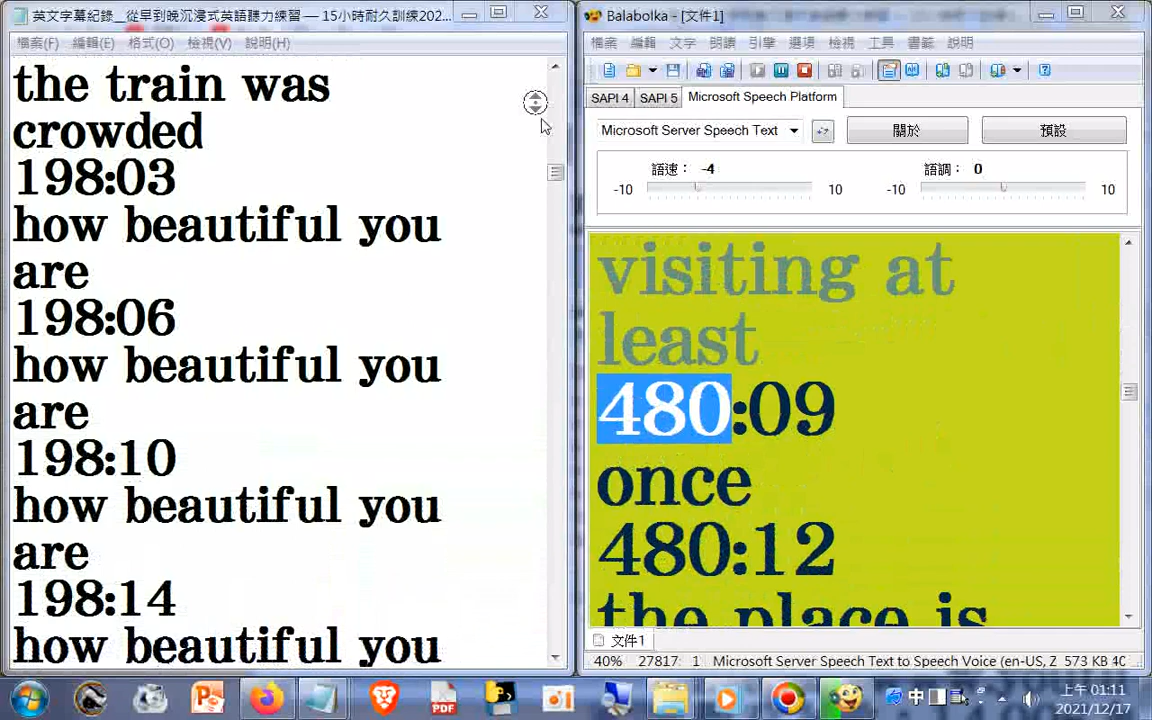 英文字幕紀錄__從早到晚沉浸式英語聽力練習 — 15小時耐久訓練202...
檔案(F) 編輯(E) 格式(O) 檢視(V) 說明(H)
the train was
crowded
198:03
how beautiful you
are
198:06
how beautiful you
are
198:10
how beautiful you
are
198:14
how beautiful you
Balabolka - [文件1]
檔案 編輯 文字 朗讀 引擎 選項 檢視 工具 書籤 說明
SAPI 4 SAPI 5 Microsoft Speech Platform
Microsoft Server Speech Text 關於 預設
語速： -4 語調： 0
-10 10 -10 10
visiting at
least
480:09
once
480:12
the place is
文件1
40% 27817: 1 Microsoft Server Speech Text to Speech Voice (en-US, Z 573 KB
PDF 中 上午 01:11
2021/12/17